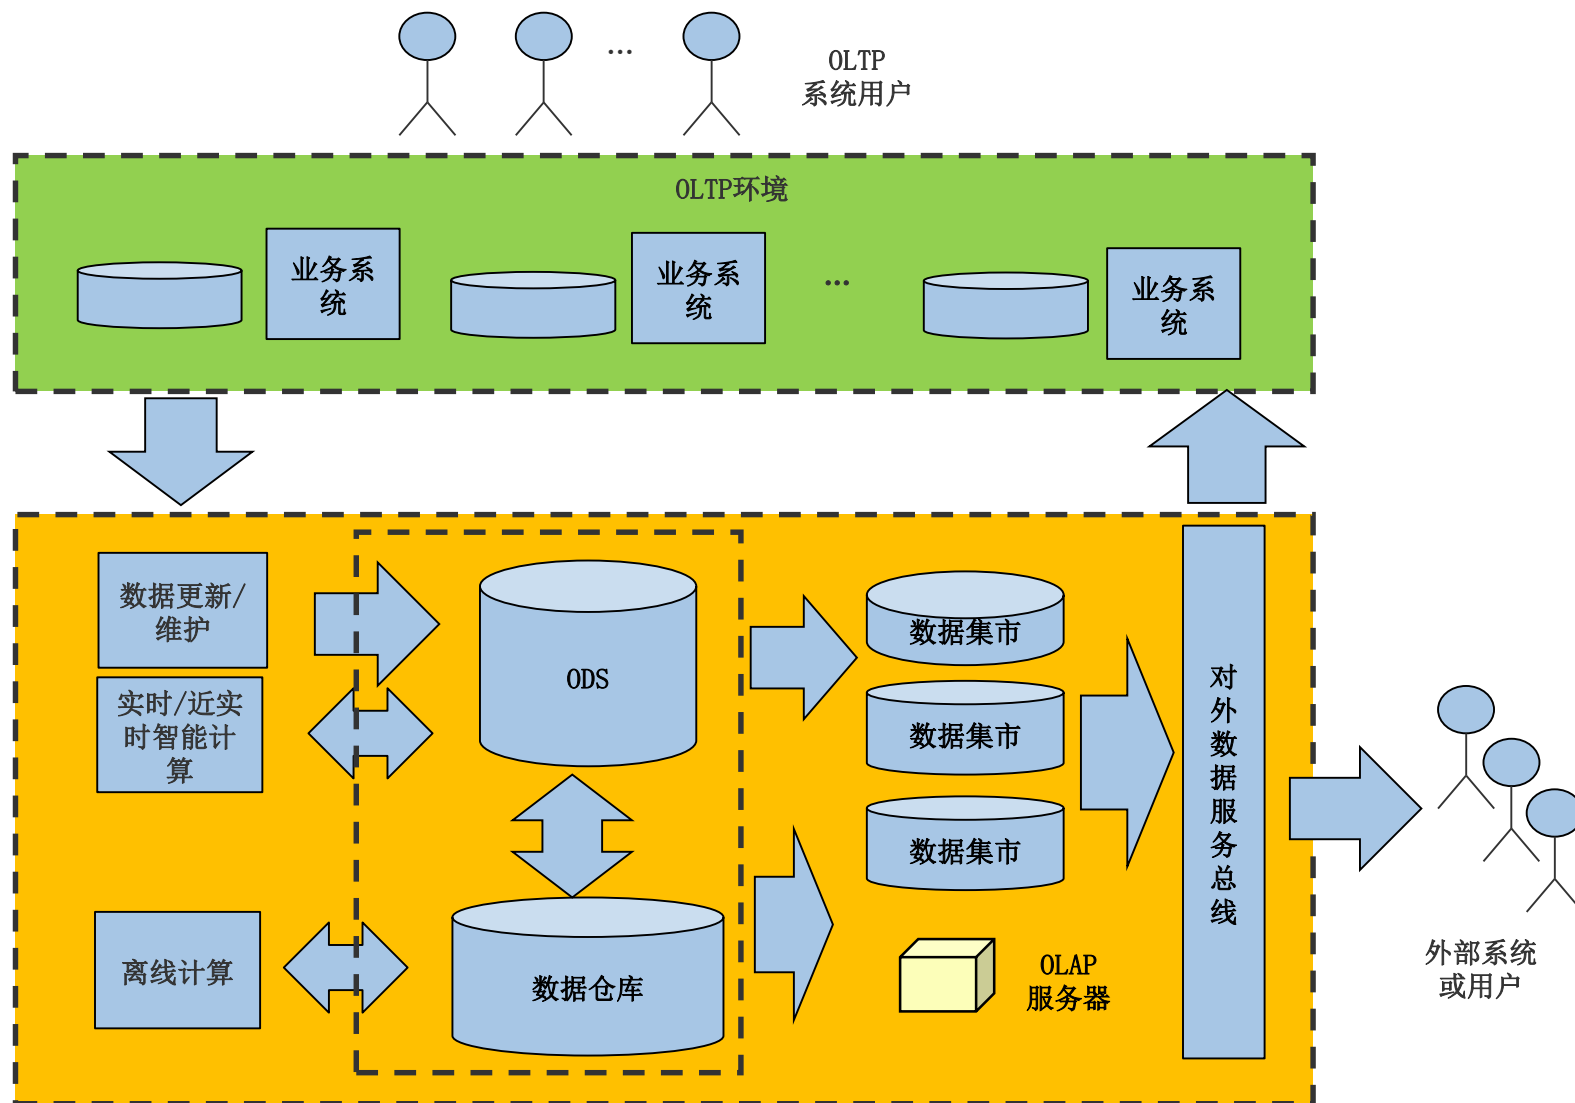 ...
OLTP
系统用户
OLTP环境
业务系
统
业务系
统
...
业务系
统
数据更新/
维护
实时/近实
时智能计
算
离线计算
ODS
数据仓库
数据集市
数据集市
数据集市
OLAP
服务器
对
外
数
据
服
务
总
线
外部系统
或用户